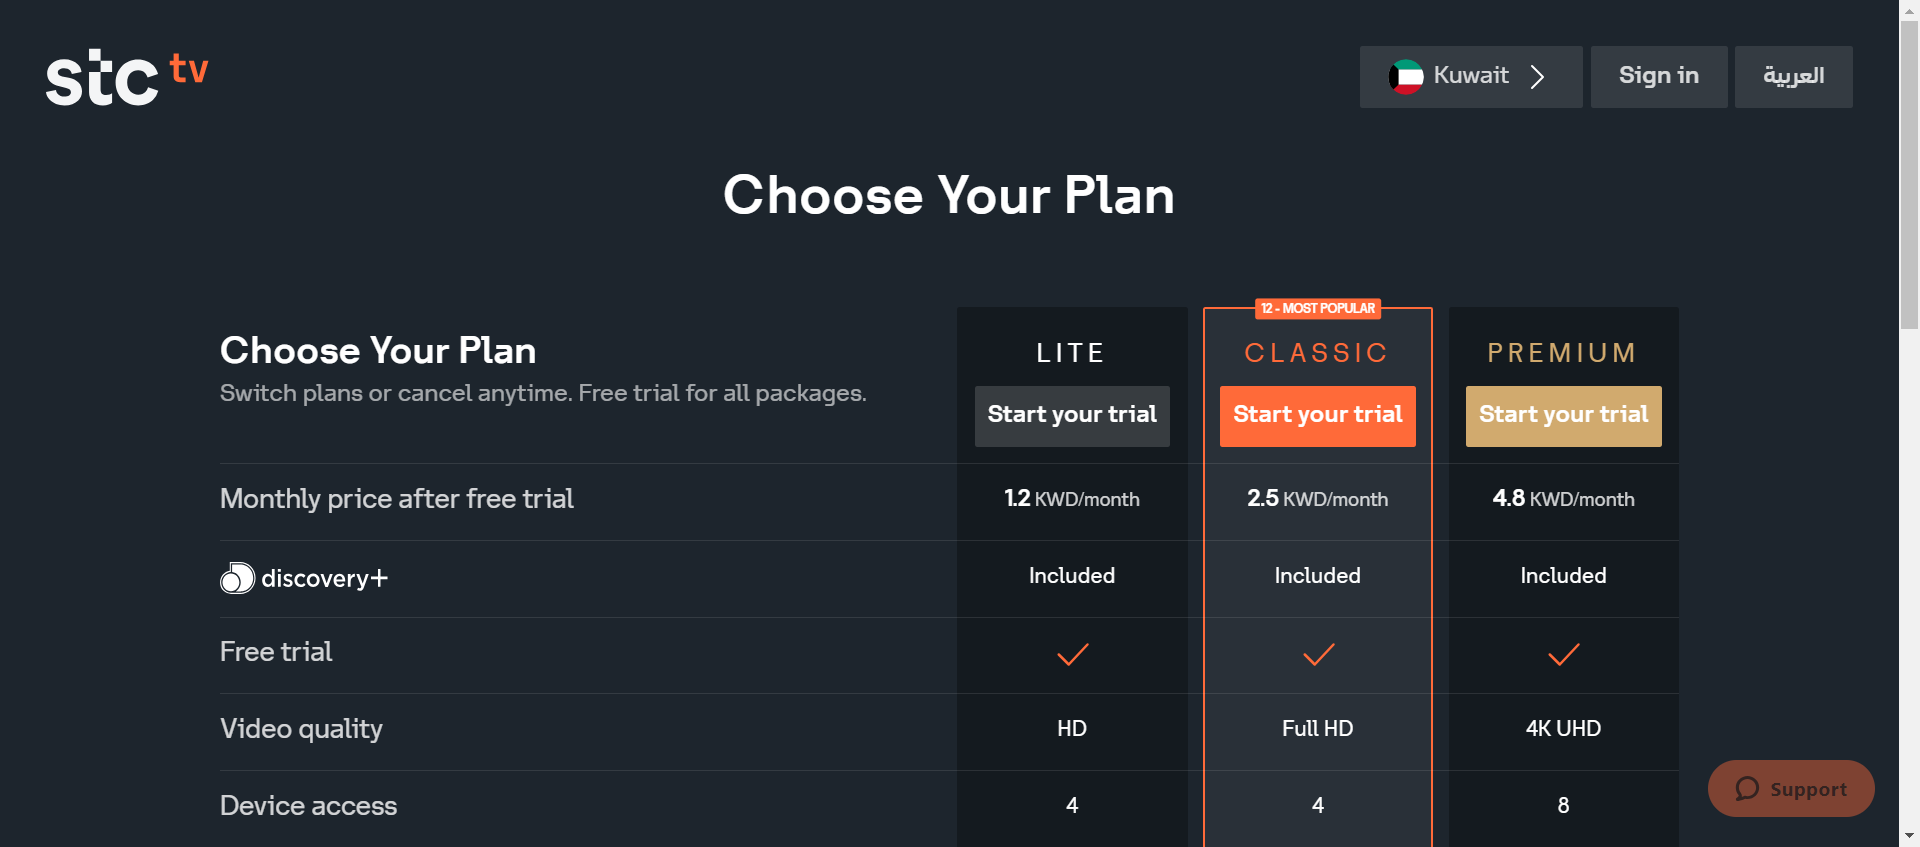 stc tv
Kuwait
Sign in
العربية
Choose Your Plan
12 - MOST POPULAR
Choose Your Plan
Switch plans or cancel anytime. Free trial for all packages.
LITE
CLASSIC
PREMIUM
Start your trial
Start your trial
Start your trial
Monthly price after free trial
1.2 KWD/month
2.5 KWD/month
4.8 KWD/month
discovery+
Included
Included
Included
Free trial
Video quality
HD
Full HD
4K UHD
Device access
4
4
8
Support